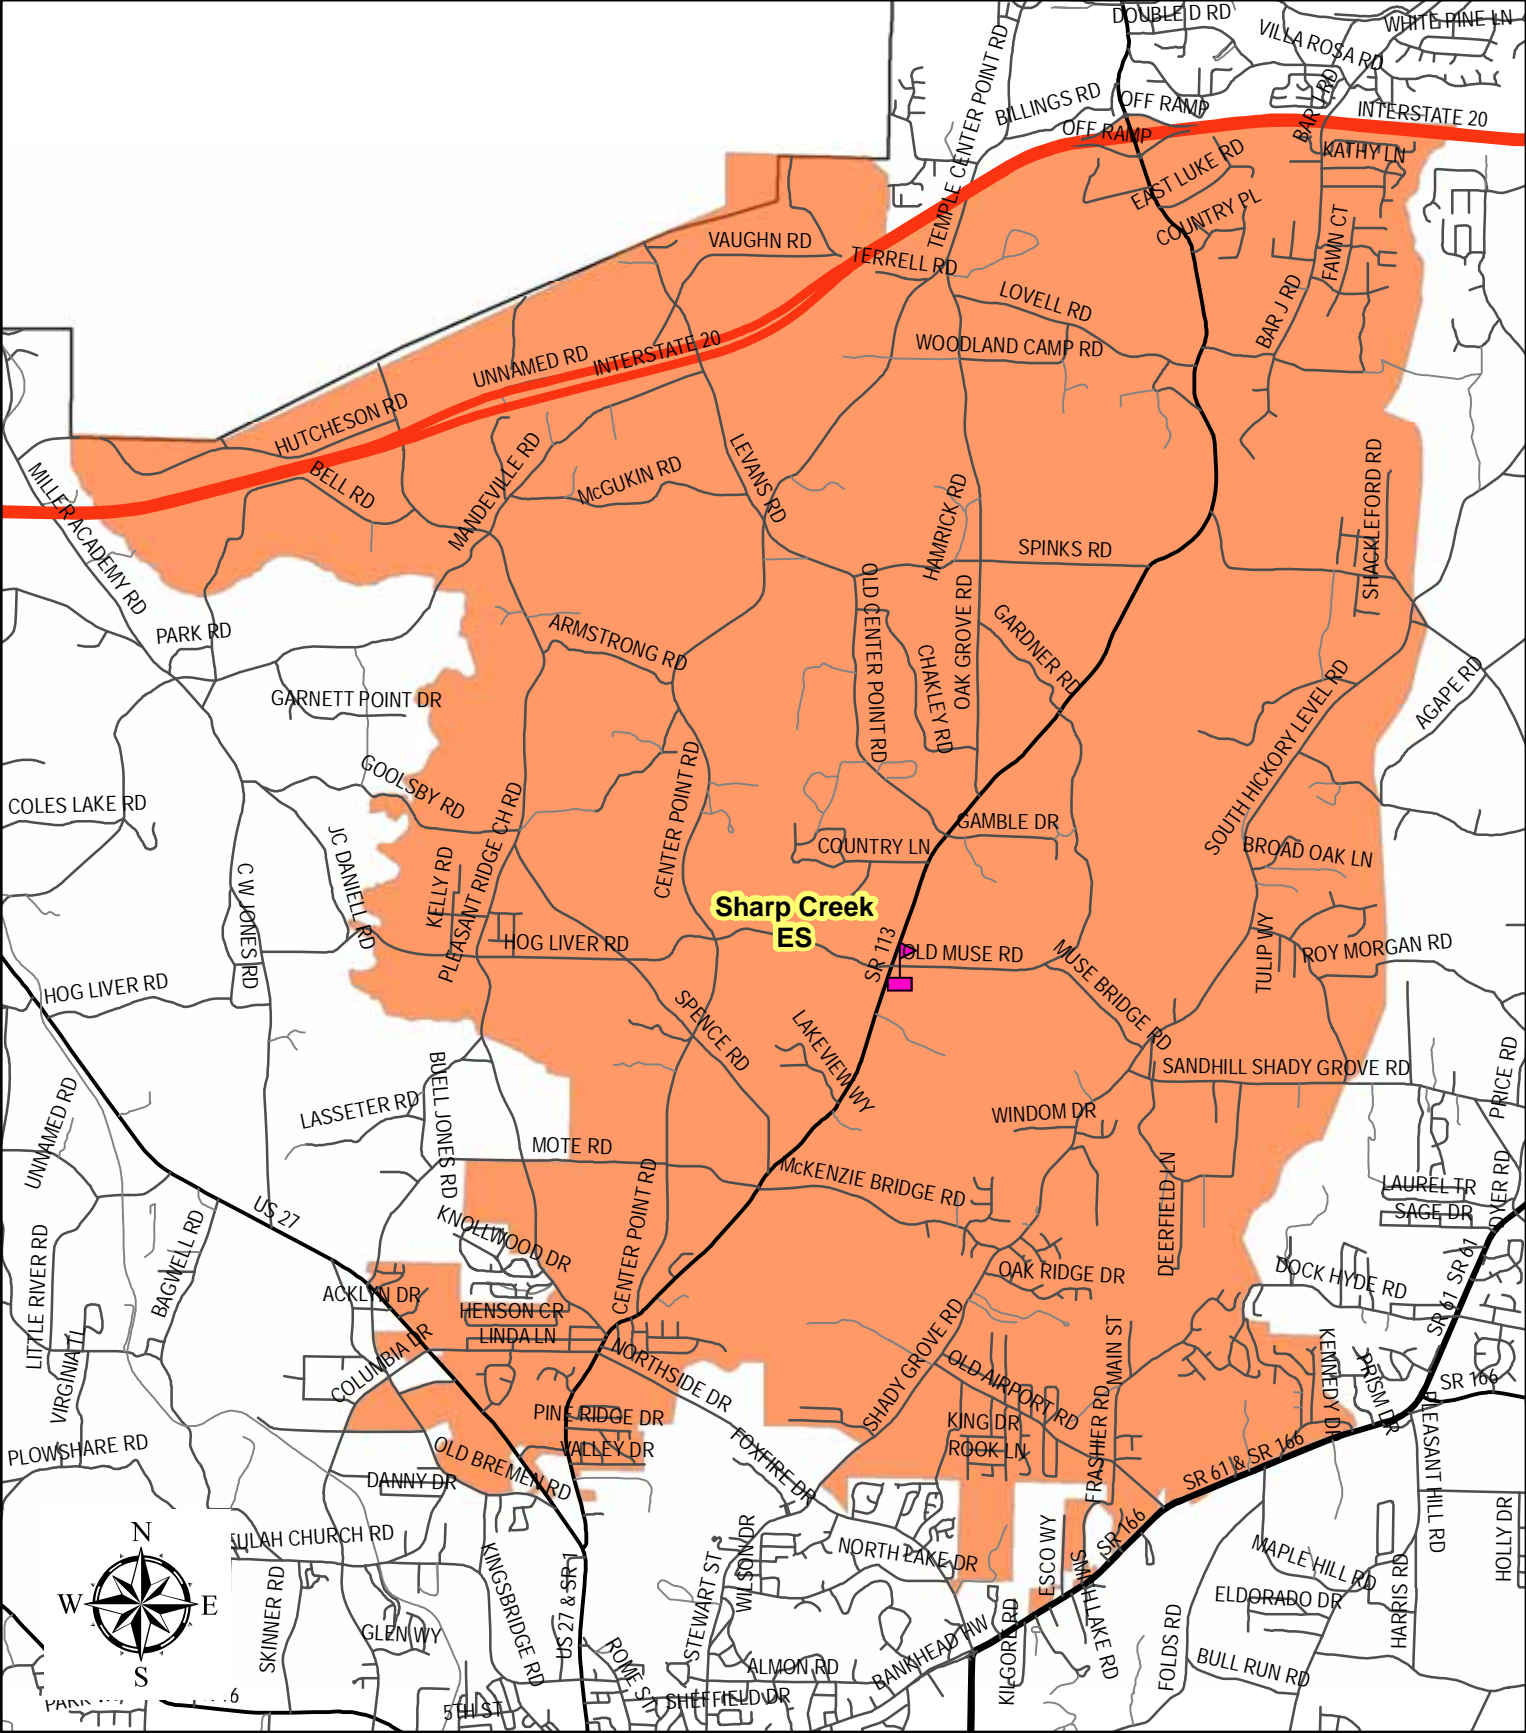 DOUBLE D RD
WHITE PINE LN
VILLA ROSA RD
TEMPLE CENTER POINT RD
BILLINGS RD
OFF RAMP
BAR J RD
INTERSTATE 20
OFF RAMP
KATHY LN
EAST LUKE RD
COUNTRY PL
FAWN CT
VAUGHN RD
TERRELL RD
LOVELL RD
BAR J RD
WOODLAND CAMP RD
INTERSTATE 20
UNNAMED RD
HUTCHESON RD
BELL RD
MANDEVILLE RD
McGUKIN RD
LEVANS RD
MILLER ACADEMY RD
HAMRICK RD
SPINKS RD
SHACKLEFORD RD
PARK RD
ARMSTRONG RD
OLD CENTER POINT RD
CHAKLEY RD
OAK GROVE RD
GARDNER RD
GARNETT POINT DR
AGAPE RD
SOUTH HICKORY LEVEL RD
GOOLSBY RD
COLES LAKE RD
PLEASANT RIDGE CH RD
CENTER POINT RD
GAMBLE DR
COUNTRY LN
BROAD OAK LN
JC DANIELL RD
C W JONES RD
KELLY RD
Sharp Creek
ES
HOG LIVER RD
SR 113
OLD MUSE RD
MUSE BRIDGE RD
TULIP WY
ROY MORGAN RD
HOG LIVER RD
SPENCE RD
LAKEVIEW WY
SANDHILL SHADY GROVE RD
PRICE RD
BUELL JONES RD
LASSETER RD
UNNAMED RD
WINDOM DR
MOTE RD
McKENZIE BRIDGE RD
DEERFIELD LN
LAUREL TR
SAGE DR
DYER RD
US 27
BAGWELL RD
KNOLLWOOD DR
CENTER POINT RD
OAK RIDGE DR
DOCK HYDE RD
SR 61
SR 61
LITTLE RIVER RD
ACKLYN DR
HENSON CR
LINDA LN
NORTHSIDE DR
SHADY GROVE RD
OLD AIRPORT RD
MAIN ST
KENNEDY DR
PRISM DR
SR 166
VIRGINIA TL
COLUMBIA DR
PINE RIDGE DR
VALLEY DR
KING DR
ROOK LN
FRASHIER RD
PLEASANT HILL RD
PLOWSHARE RD
OLD BREMEN RD
DANNY DR
FOXFIRE DR
SR 61 & SR 166
SR 166
N
W
E
S
ULAH CHURCH RD
SKINNER RD
GLEN WY
KINGSBRIDGE RD
US 27 & SR 1
ROME ST
STEWART ST
WILSON DR
NORTH LAKE DR
ESCO WY
SMITH LAKE RD
MAPLE HILL RD
ELDORADO DR
HARRIS RD
HOLLY DR
FOLDS RD
BULL RUN RD
KILGORE RD
BANKHEAD HW
ALMON RD
SHEFFIELD DR
5TH ST